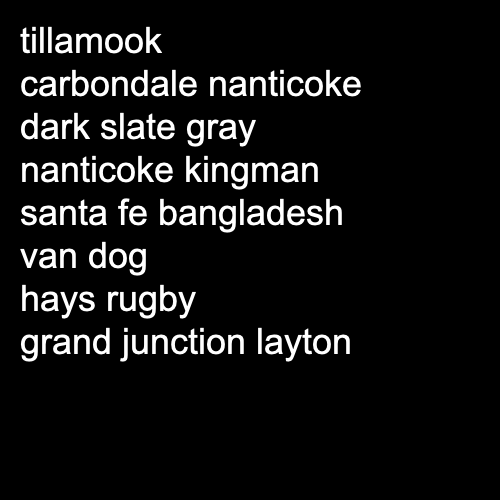 tillamook
carbondale nanticoke
dark slate gray
nanticoke kingman
santa fe bangladesh
van dog
hays rugby
grand junction layton